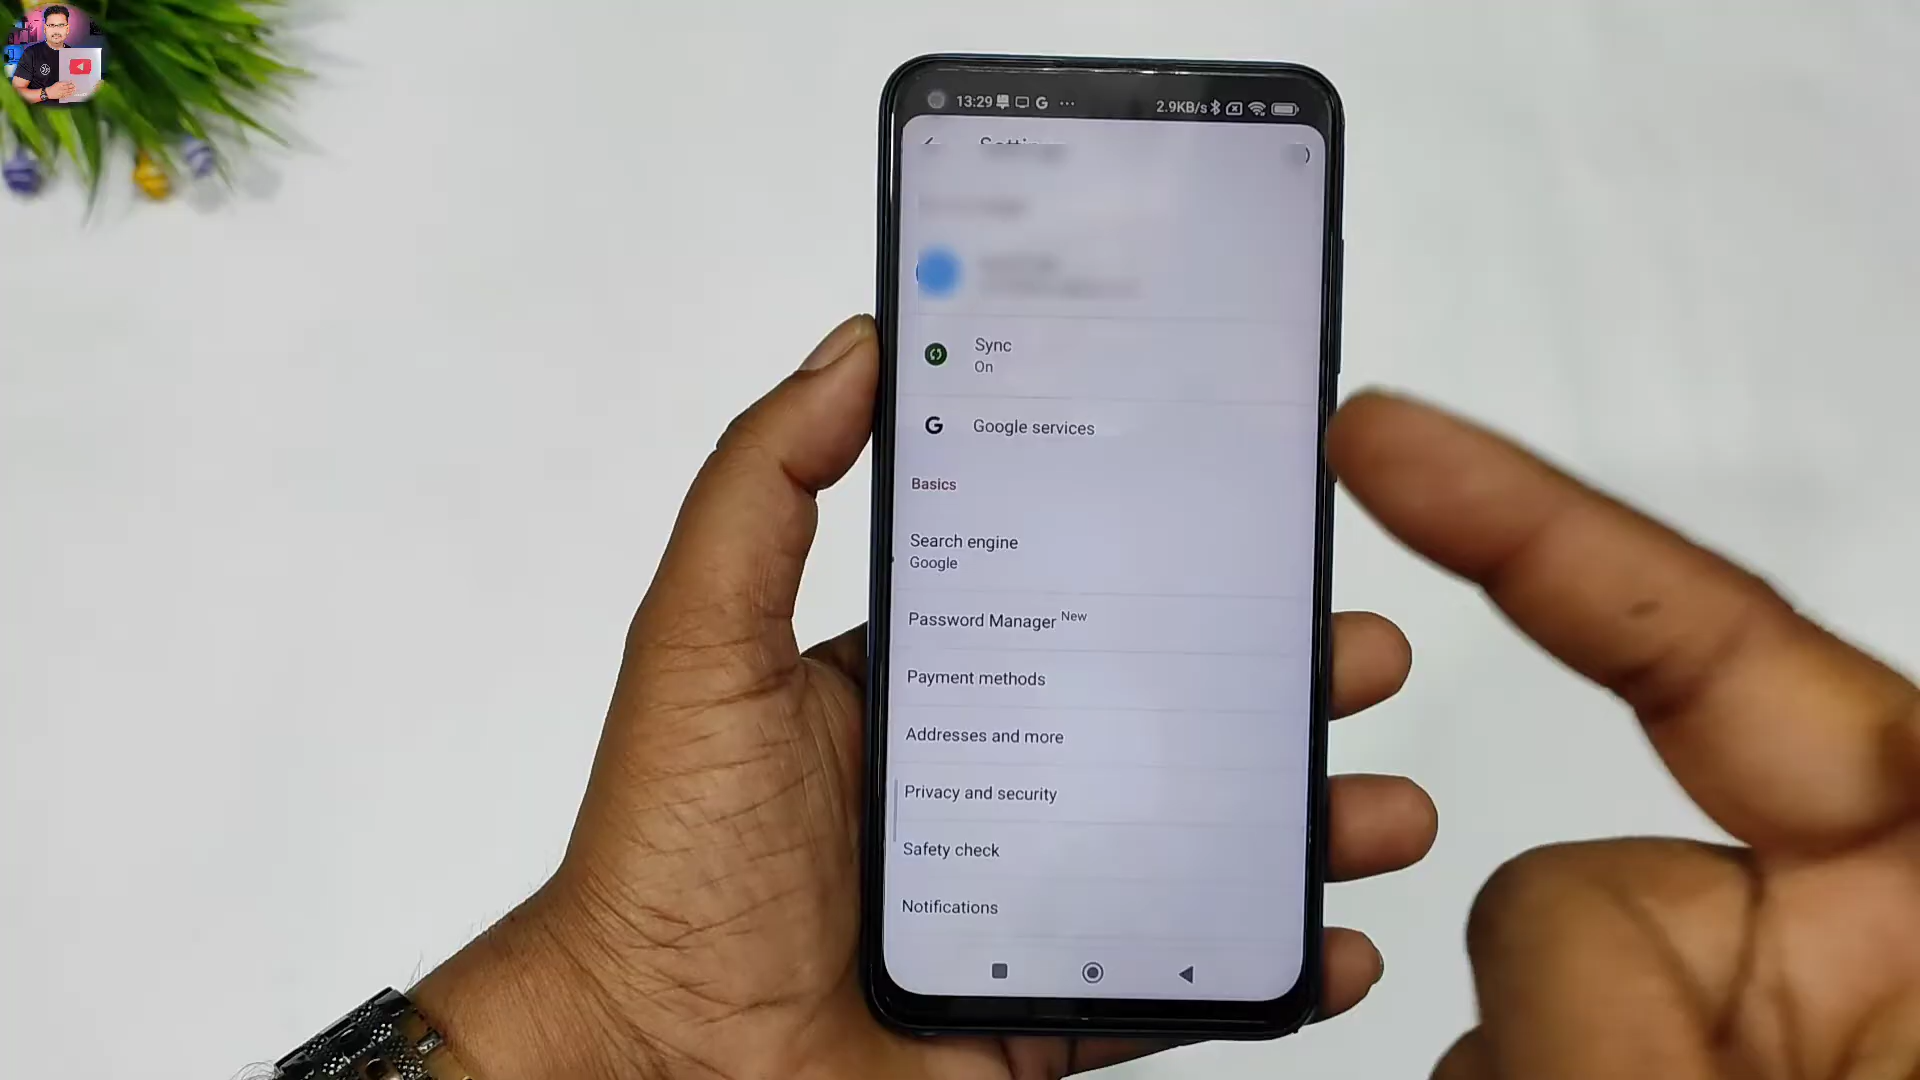 13:29
2.9KB/s
Sync
On
Google services
Basics
Search engine
Google
Password Manager New
Payment methods
Addresses and more
Privacy and security
Safety check
Notifications